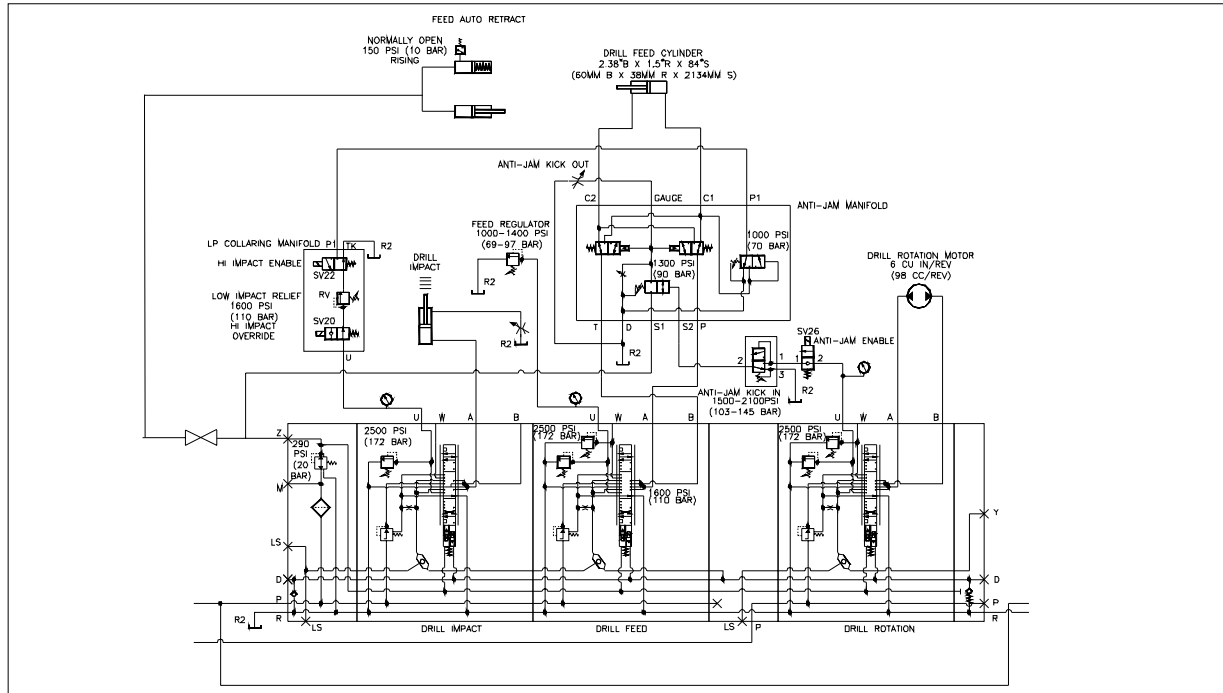 FEED AUTO RETRACT
NORMALLY OPEN
150 PSI (10 BAR)
RISING
DRILL FEED CYLINDER
2.38"B X 1.5"R X 84"S
(60MM B X 38MM R X 2134MM S)
ANTI-JAM KICK OUT
C2
GAUGE
C1
P1
ANTI-JAM MANIFOLD
FEED REGULATOR
1000-1400 PSI
(69-97 BAR)
R2
LP COLLARING MANIFOLD
P1
TK
R2
HI IMPACT ENABLE
SV22
LOW IMPACT RELIEF
1600 PSI
(110 BAR)
HI IMPACT
OVERRIDE
RV
SV20
U
DRILL
IMPACT
R2
1000 PSI
(70 BAR)
1300 PSI
(90 BAR)
T
D
S1
S2
P
R2
DRILL ROTATION MOTOR
6 CU IN/REV
(98 CC/REV)
SV26
ANTI-JAM ENABLE
2
1
3
1
2
R2
ANTI-JAM KICK IN
1500-2100PSI
(103-145 BAR)
U
W
A
B
U
W
A
B
U
W
A
B
Z
290
PSI
(20
BAR)
2500 PSI
(172 BAR)
2500 PSI
(172 BAR)
2500 PSI
(172 BAR)
1600 PSI
(110 BAR)
M
LS
D
P
R
R2
Y
D
P
R
LS
DRILL IMPACT
DRILL FEED
LS
P
DRILL ROTATION